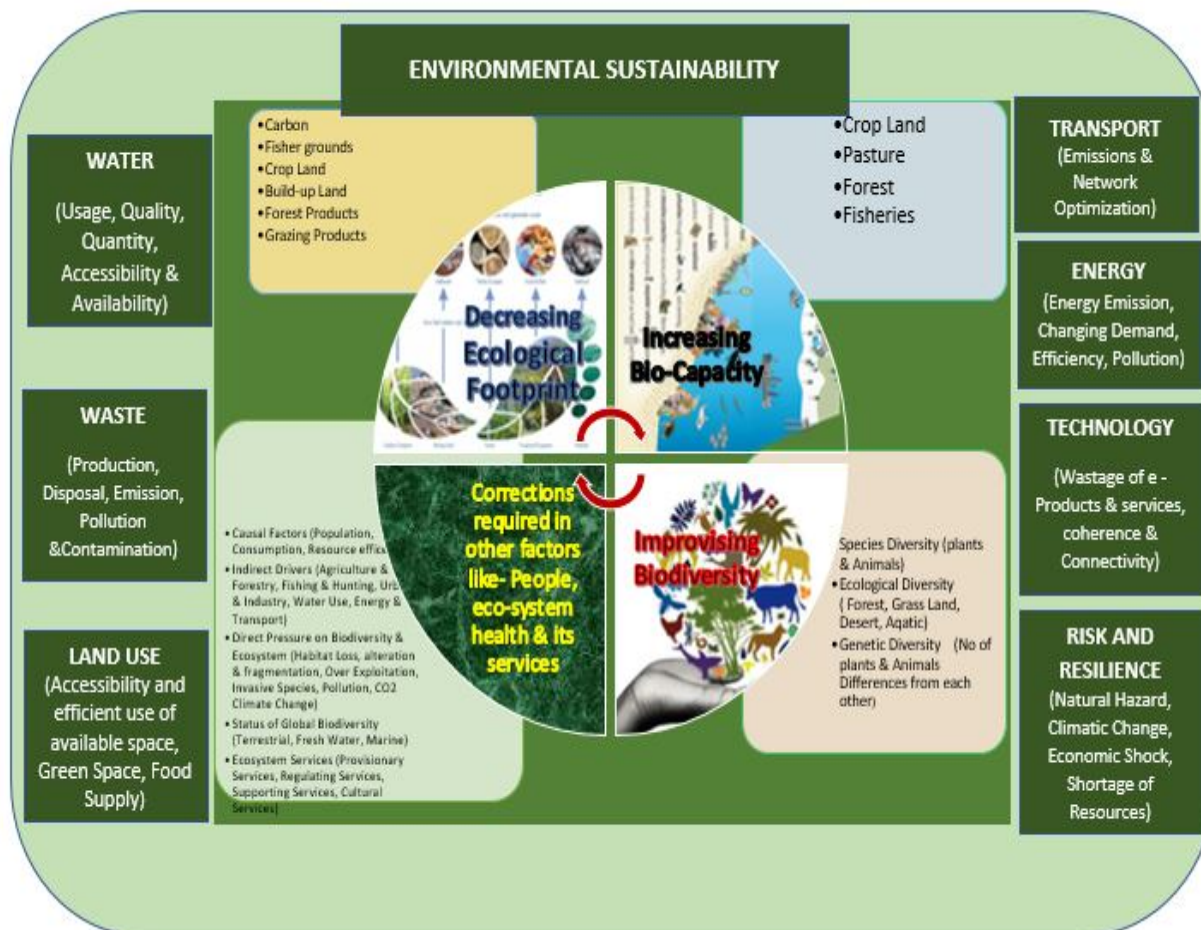 ENVIRONMENTAL SUSTAINABILITY
WATER
(Usage, Quality,
Quantity,
Accessibility &
Availability)
WASTE
(Production,
Disposal, Emission,
Pollution
&Contamination)
LAND USE
(Accessibility and
efficient use of
available space,
Green Space, Food
Supply)
•Carbon
•Fisher grounds
•Crop Land
•Build-up Land
•Forest Products
•Grazing Products
•Crop Land
•Pasture
•Forest
•Fisheries
Decreasing
Ecological
Footprint
Increasing
Bio-Capacity
Corrections
required in
other factors
like- People,
eco-system
health & its
services
Improvising
Biodiversity
• Causal Factors (Population,
Consumption, Resource
• Indirect Drivers (Agriculture &
Forestry, Fishing & Hunting,
& Industry, Water Use, Energy &
Transport)
• Direct Pressure on Biodiversity &
Ecosystem (Habitat Loss, alteration
& fragmentation, Over Exploitation,
Invasive Species, Pollution, CO2
Climate Change)
• Status of Global Biodiversity
(Terrestrial, Fresh Water, Marine)
• Ecosystem Services (Provisionary
Services, Regulating Services,
Supporting Services, Cultural
Services)
Species Diversity (plants
& Animals)
• Ecological Diversity
( Forest, Grass Land,
Desert, Aqatic)
• Genetic Diversity (No of
plants & Animals
Differences from each
other)
TRANSPORT
(Emissions &
Network
Optimization)
ENERGY
(Energy Emission,
Changing Demand,
Efficiency, Pollution)
TECHNOLOGY
(Wastage of e -
Products & services,
coherence &
Connectivity)
RISK AND
RESILIENCE
(Natural Hazard,
Climatic Change,
Economic Shock,
Shortage of
Resources)